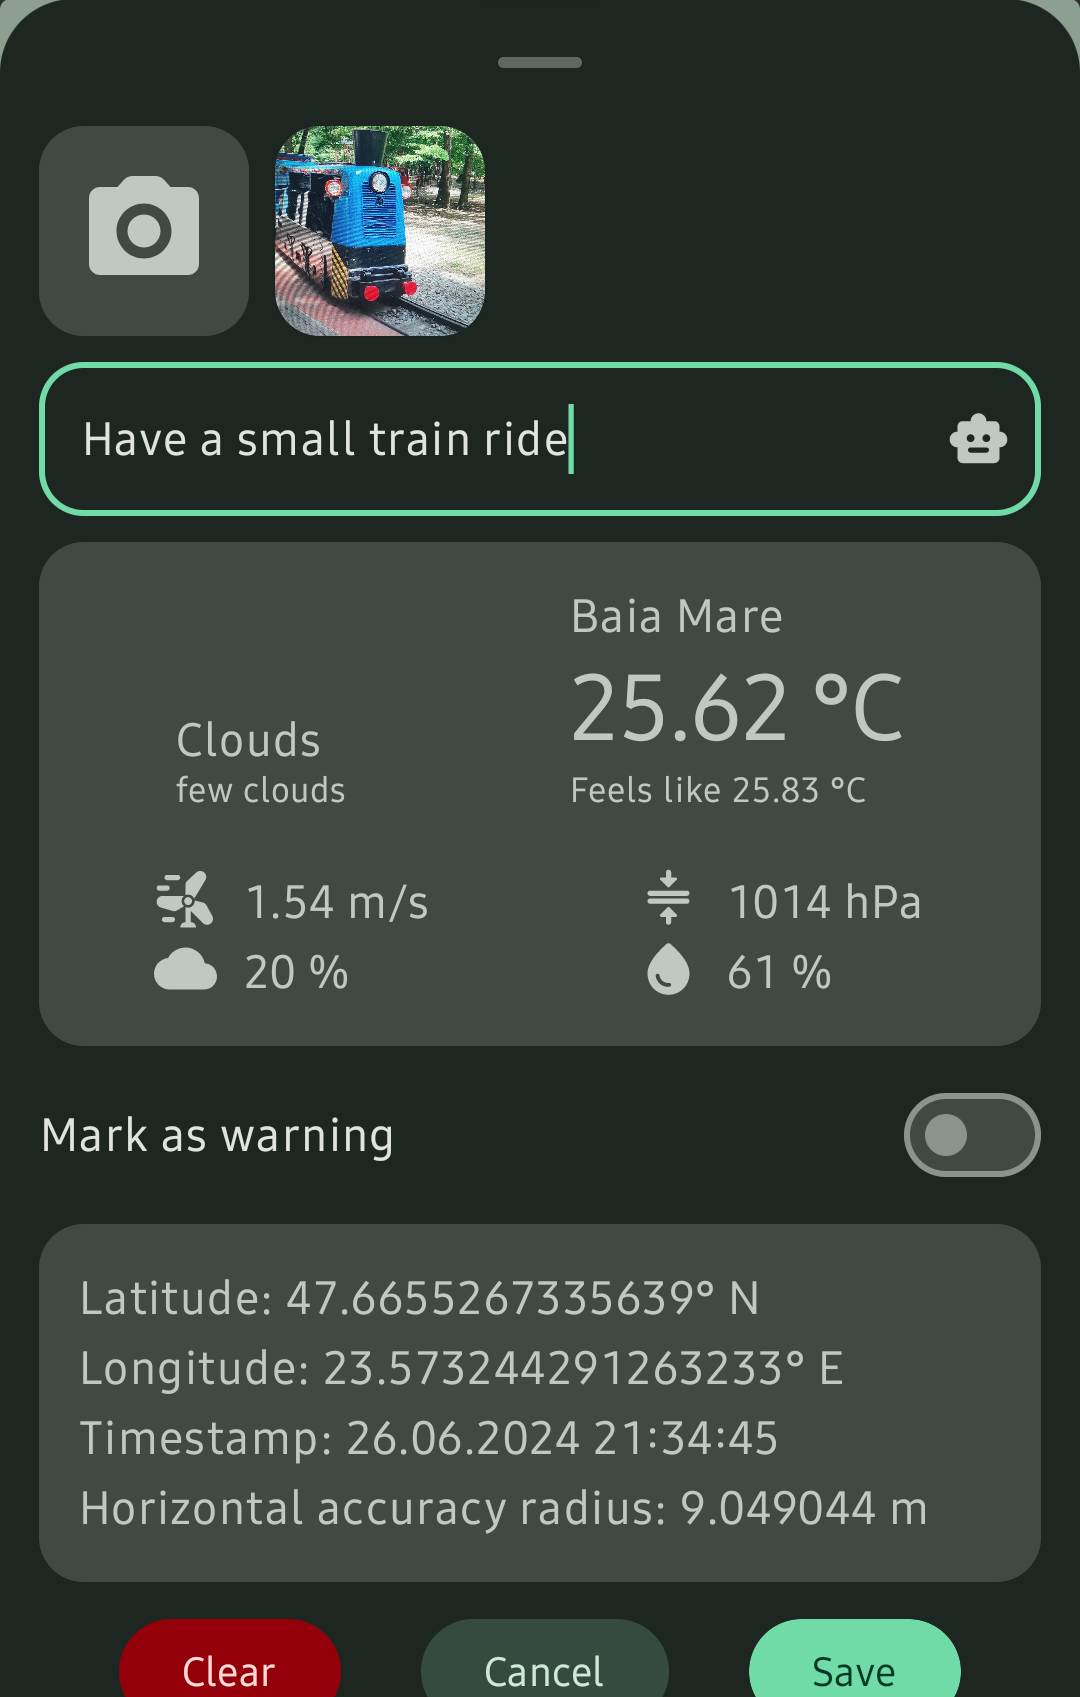 Have a small train ride
Baia Mare
25.62 °C
Clouds
few clouds
Feels like 25.83 °C
1.54 m/s
1014 hPa
20 %
61 %
Mark as warning
Latitude: 47.6655267335639° N
Longitude: 23.573244291263233° E
Timestamp: 26.06.2024 21:34:45
Horizontal accuracy radius: 9.049044 m
Clear
Cancel
Save